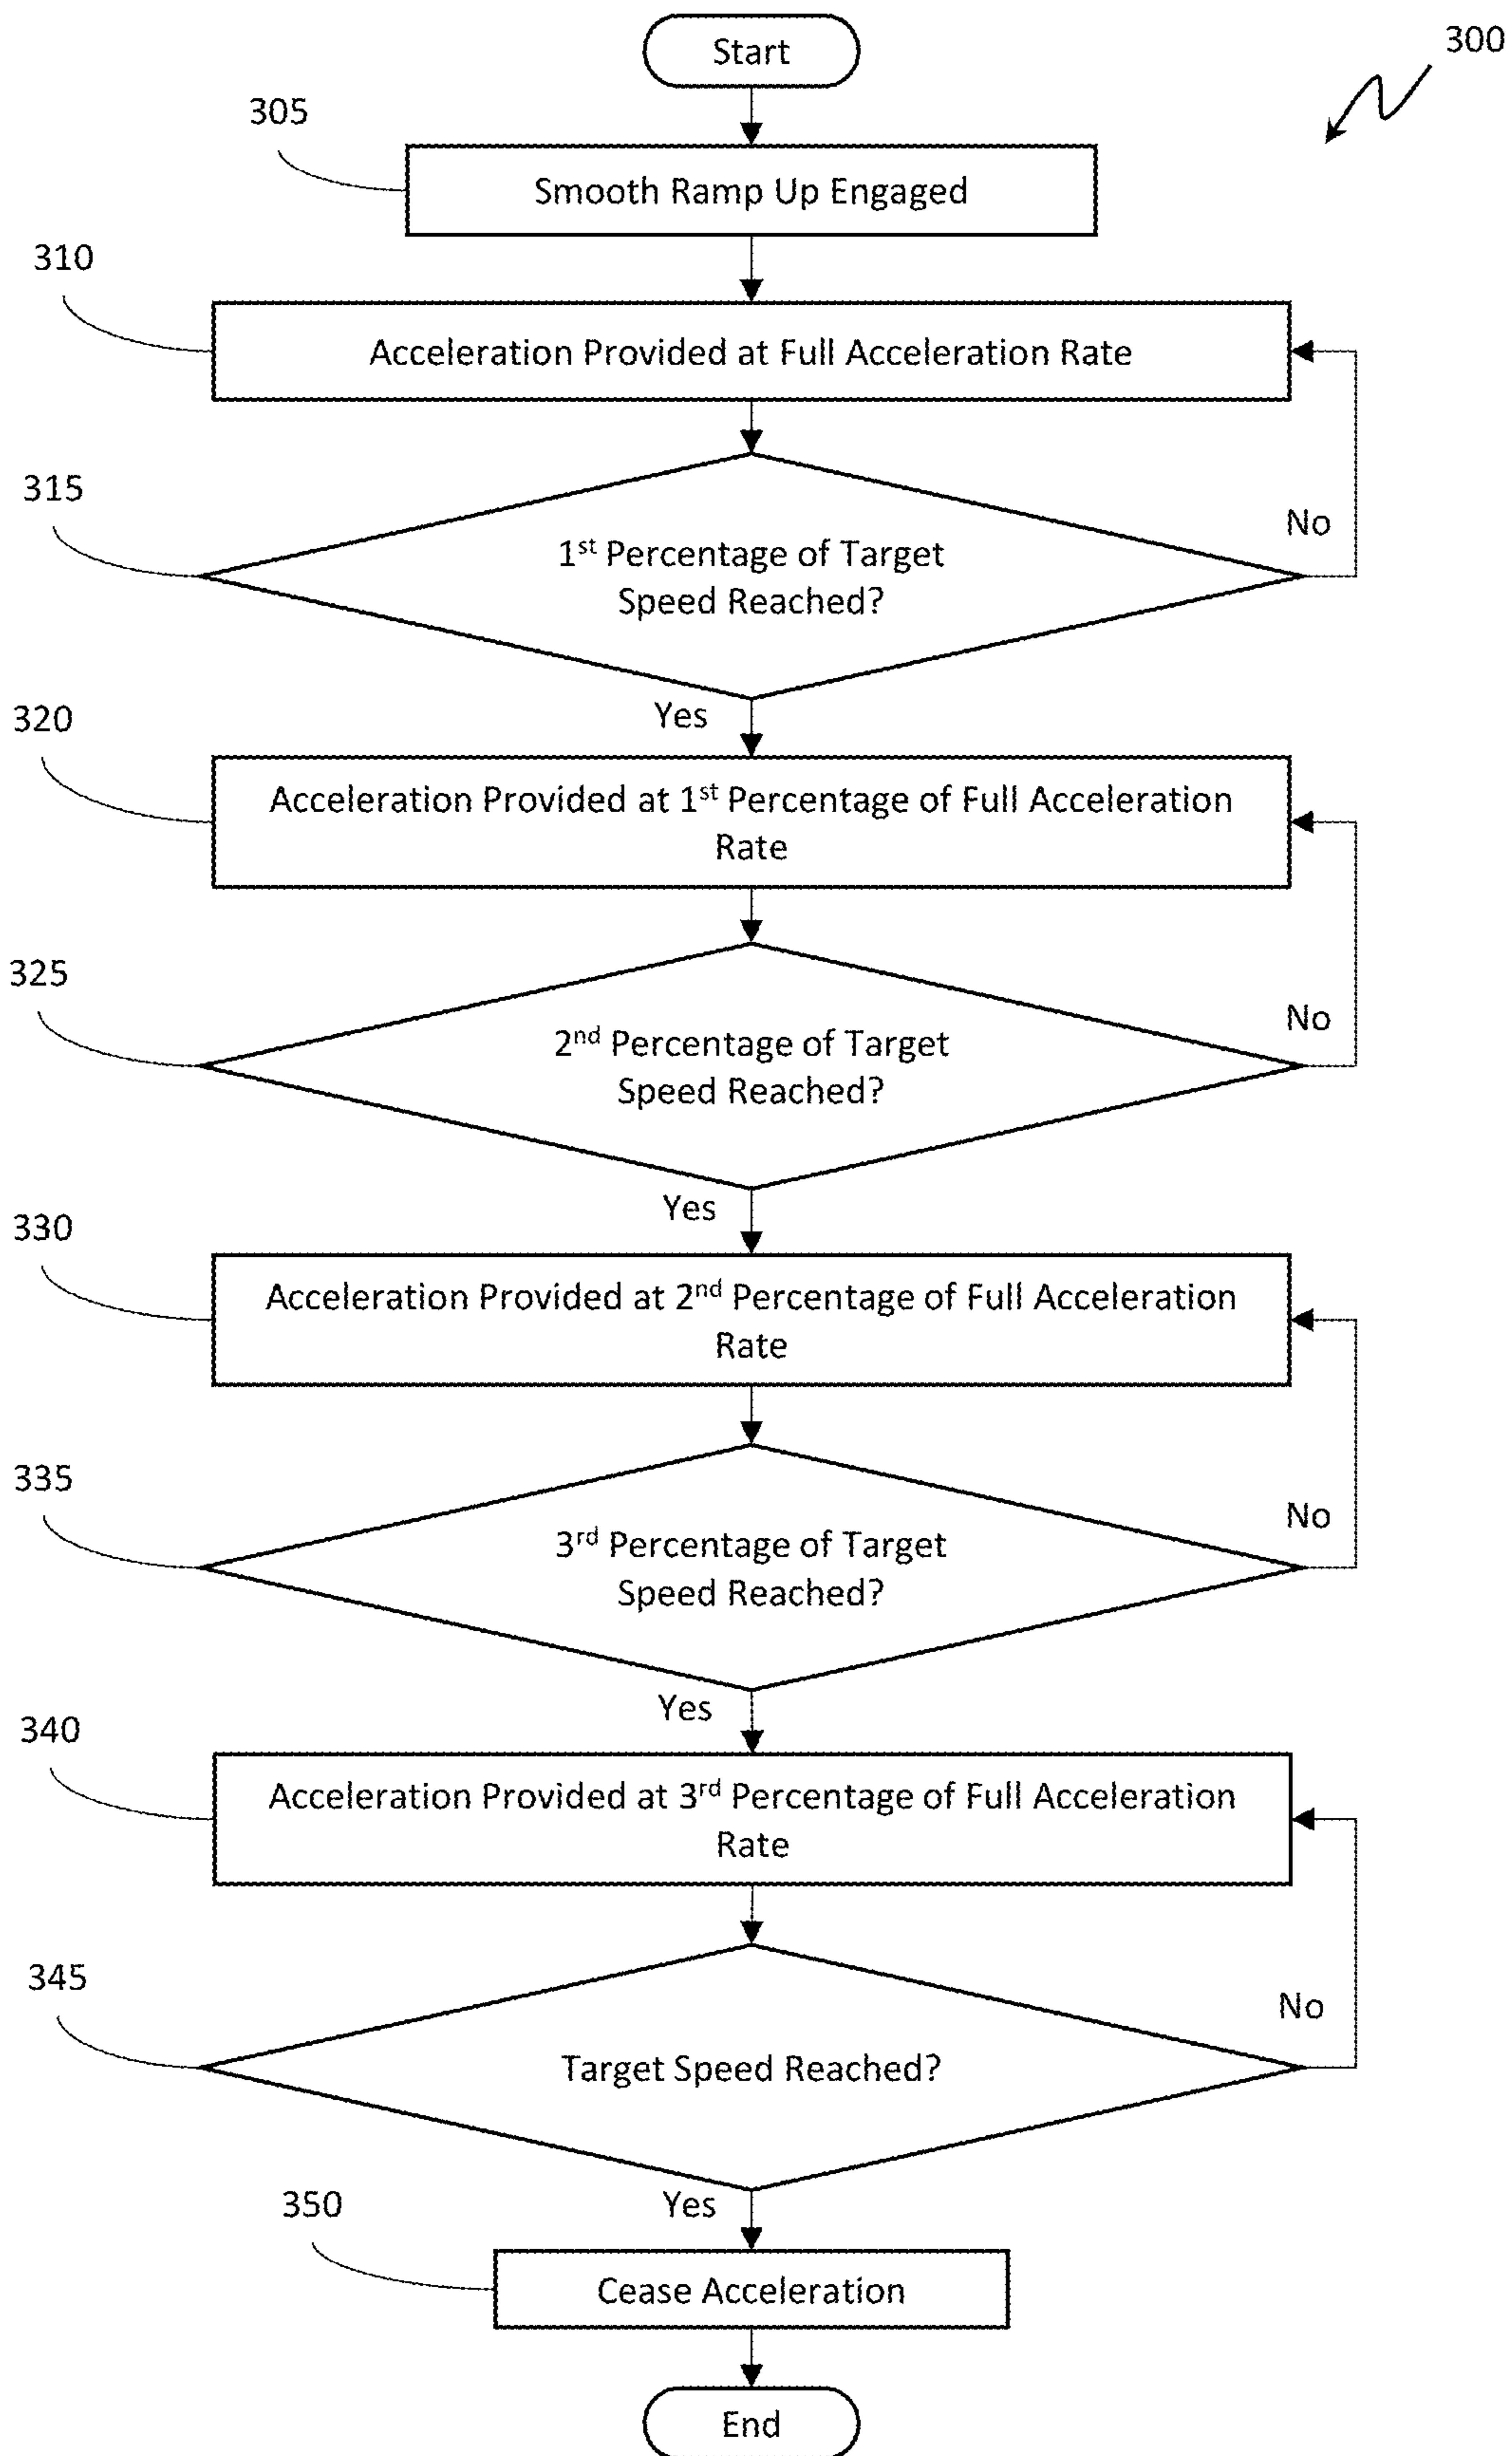 Start
300
305
Smooth Ramp Up Engaged
310
Acceleration Provided at Full Acceleration Rate
315
No
1st Percentage of Target
Speed Reached?
Yes
320
Acceleration Provided at 1st Percentage of Full Acceleration
Rate
325
No
2nd Percentage of Target
Speed Reached?
Yes
330
Acceleration Provided at 2nd Percentage of Full Acceleration
Rate
335
No
3rd Percentage of Target
Speed Reached?
Yes
340
Acceleration Provided at 3rd Percentage of Full Acceleration
Rate
345
No
Target Speed Reached?
Yes
350
Cease Acceleration
End